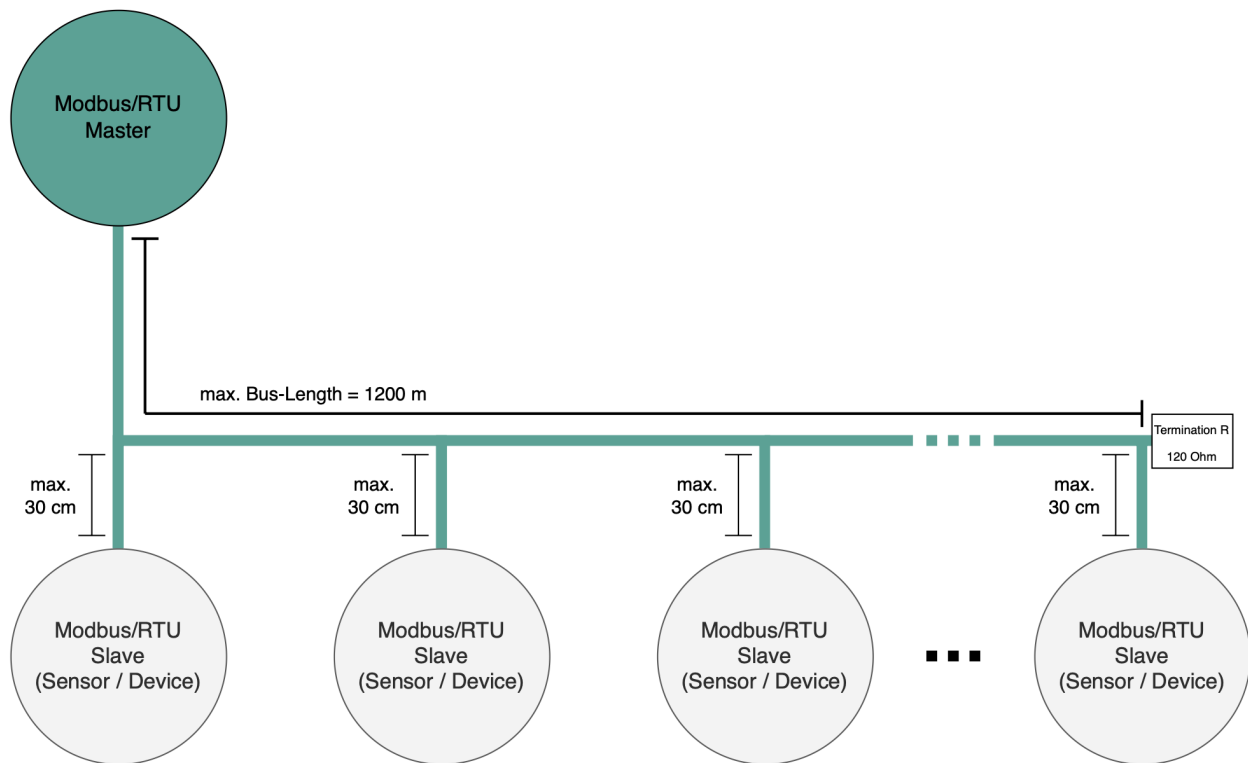 Modbus/RTU
Master
max. Bus-Length = 1200 m
Termination R
120 Ohm
max.
30 cm
max.
30 cm
max.
30 cm
max.
30 cm
Modbus/RTU
Slave
(Sensor / Device)
Modbus/RTU
Slave
(Sensor / Device)
Modbus/RTU
Slave
(Sensor / Device)
Modbus/RTU
Slave
(Sensor / Device)